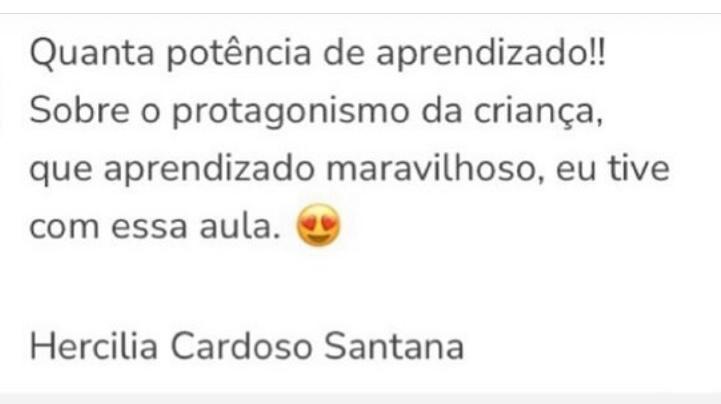 Quanta potência de aprendizado!!
Sobre o protagonismo da criança,
que aprendizado maravilhoso, eu tive
com essa aula. 😍
Hercilia Cardoso Santana